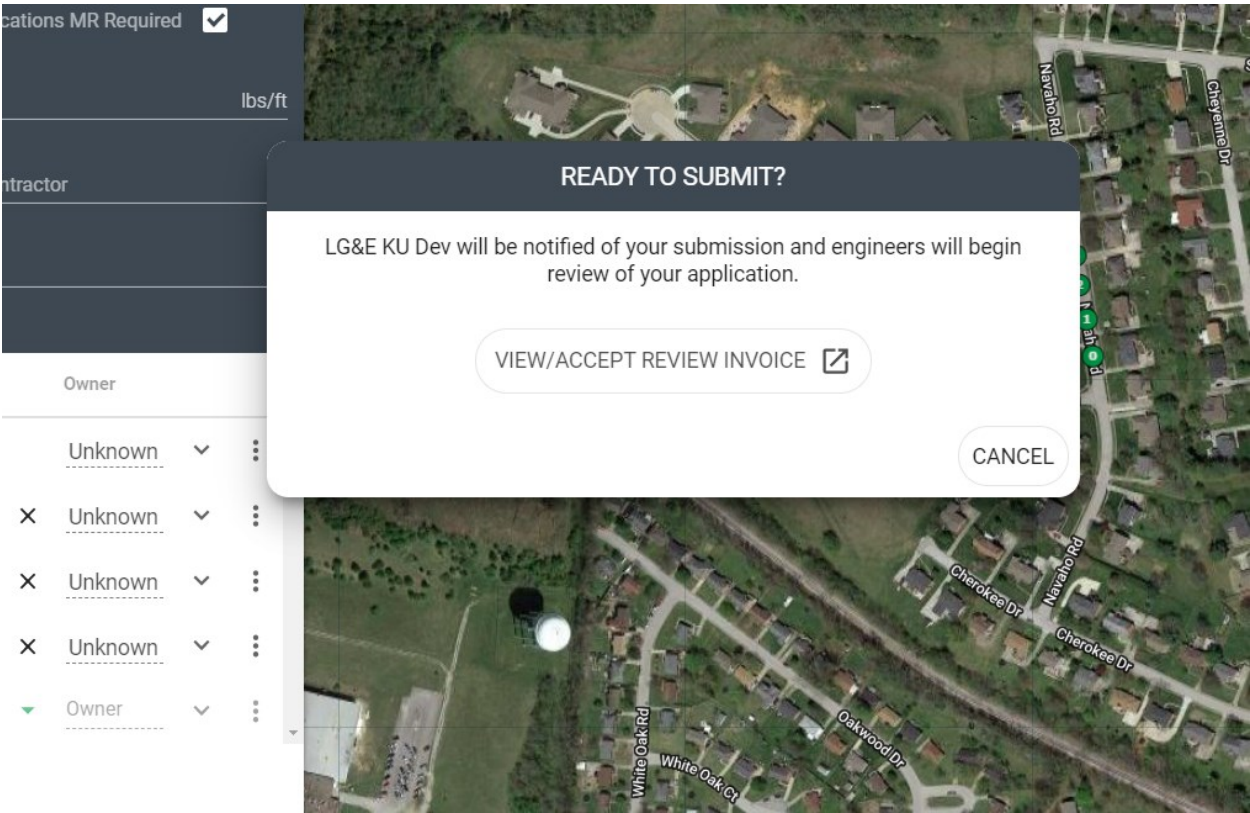 cations MR Required
lbs/ft
ntractor
READY TO SUBMIT?
LG&E KU Dev will be notified of your submission and engineers will begin
review of your application.
VIEW/ACCEPT REVIEW INVOICE
CANCEL
Owner
Unknown
Unknown
Unknown
Unknown
Owner
Navaho Rd
Cheyenne Dr
1
0
Navaho Rd
Cherokee Dr
Cherokee Dr
Oakwood Dr
White Oak Rd
White Oak Ct